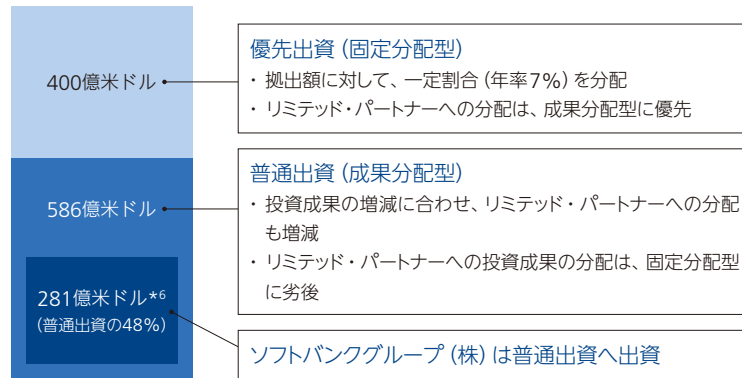 400億米ドル
優先出資（固定分配型）
・ 拠出額に対して、一定割合（年率7%）を分配
・ リミテッド・パートナーへの分配は、成果分配型に優先
586億米ドル
普通出資（成果分配型）
・ 投資成果の増減に合わせ、リミテッド・パートナーへの分配
も増減
・ リミテッド・パートナーへの投資成果の分配は、固定分配型
に劣後
281億米ドル*6
（普通出資の48%）
ソフトバンクグループ（株）は普通出資へ出資